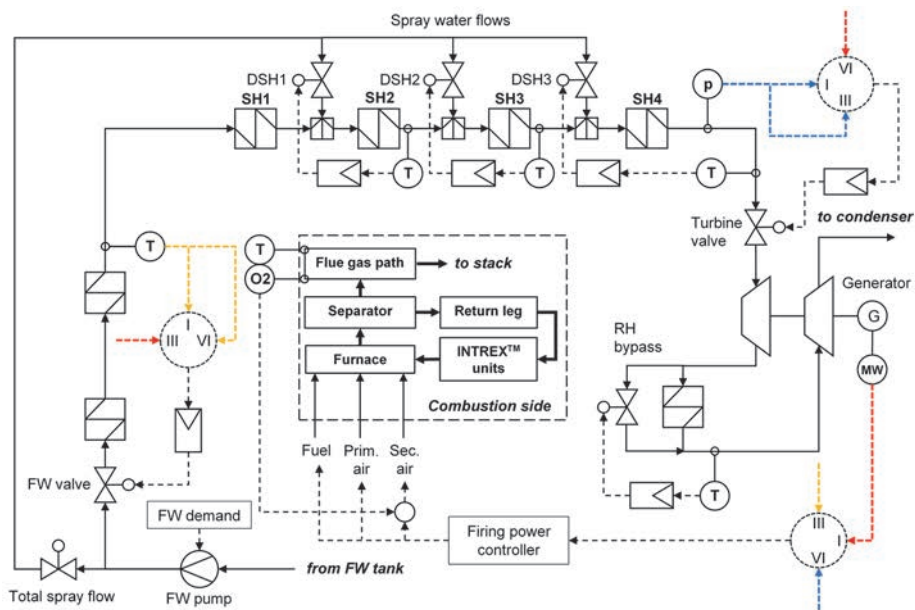 Spray water flows
DSH1
DSH2
DSH3
SH1
SH2
SH3
SH4
p
VI
I
III
T
T
T
T
Turbine
valve
to condenser
Generator
G
MW
T
I
III
VI
T
O2
Flue gas path
to stack
Separator
Return leg
Furnace
INTREX™
units
Combustion side
RH
bypass
T
Fuel
Prim.
air
Sec.
air
FW valve
FW demand
Firing power
controller
III
I
VI
from FW tank
Total spray flow
FW pump